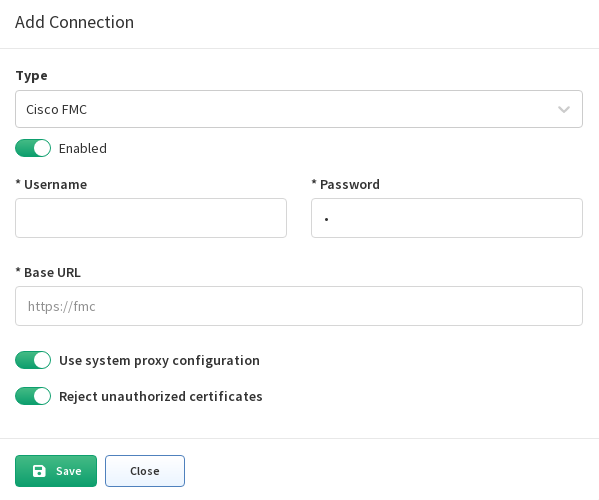 Add Connection
Type
Cisco FMC
Enabled
* Username
* Password
•
* Base URL
https://fmc
Use system proxy configuration
Reject unauthorized certificates
Save
Close